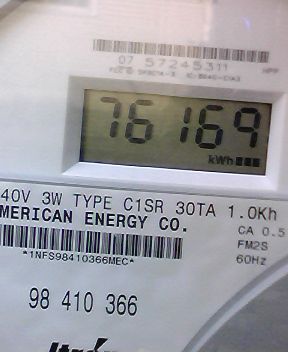 07 57245311
76169
kWh
40V 3W TYPE C1SR 30TA 1.0Kh
MERICAN ENERGY CO.
CA 0.5
FM2S
60Hz
*1NFS98410366MEC*
98 410 366